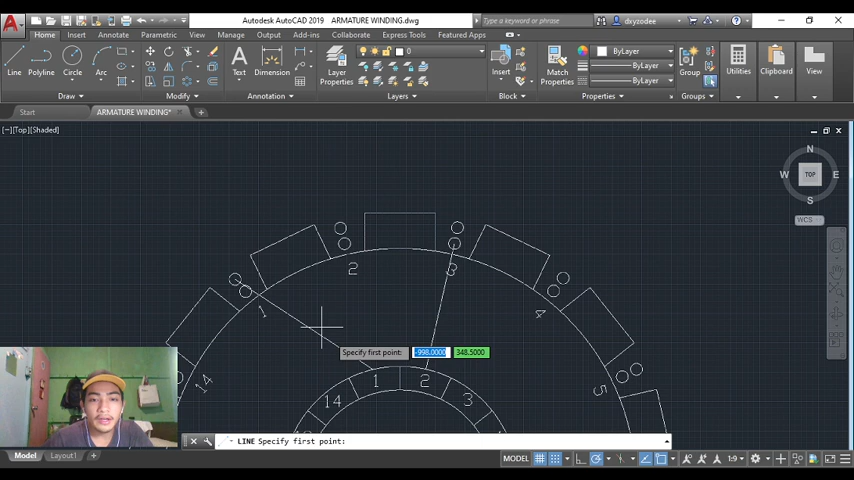 Autodesk AutoCAD 2019 ARMATURE WINDING.dwg
Type a keyword or phrase
dxyzodee
Home Insert Annotate Parametric View Manage Output Add-ins Collaborate Express Tools Featured Apps
Line Polyline Circle Arc
Text Dimension
Layer Properties
0
Insert
Match Properties
ByLayer
ByLayer
ByLayer
Group
Utilities
Clipboard
View
Draw Modify Annotation Layers Block Properties Groups
Start ARMATURE WINDING*
[−][Top][Shaded]
N
W TOP E
S
WCS
2
3
1
4
14
5
1
2
14
3
Specify first point: -998.0000 348.5000
LINE Specify first point:
Model Layout1
MODEL
1:9